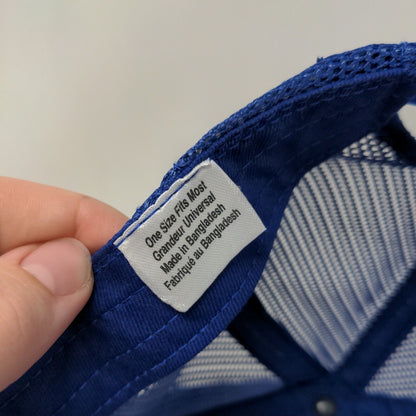 One Size Fits Most
Grandeur Universal
Made in Bangladesh
Fabriqué au Bangladesh